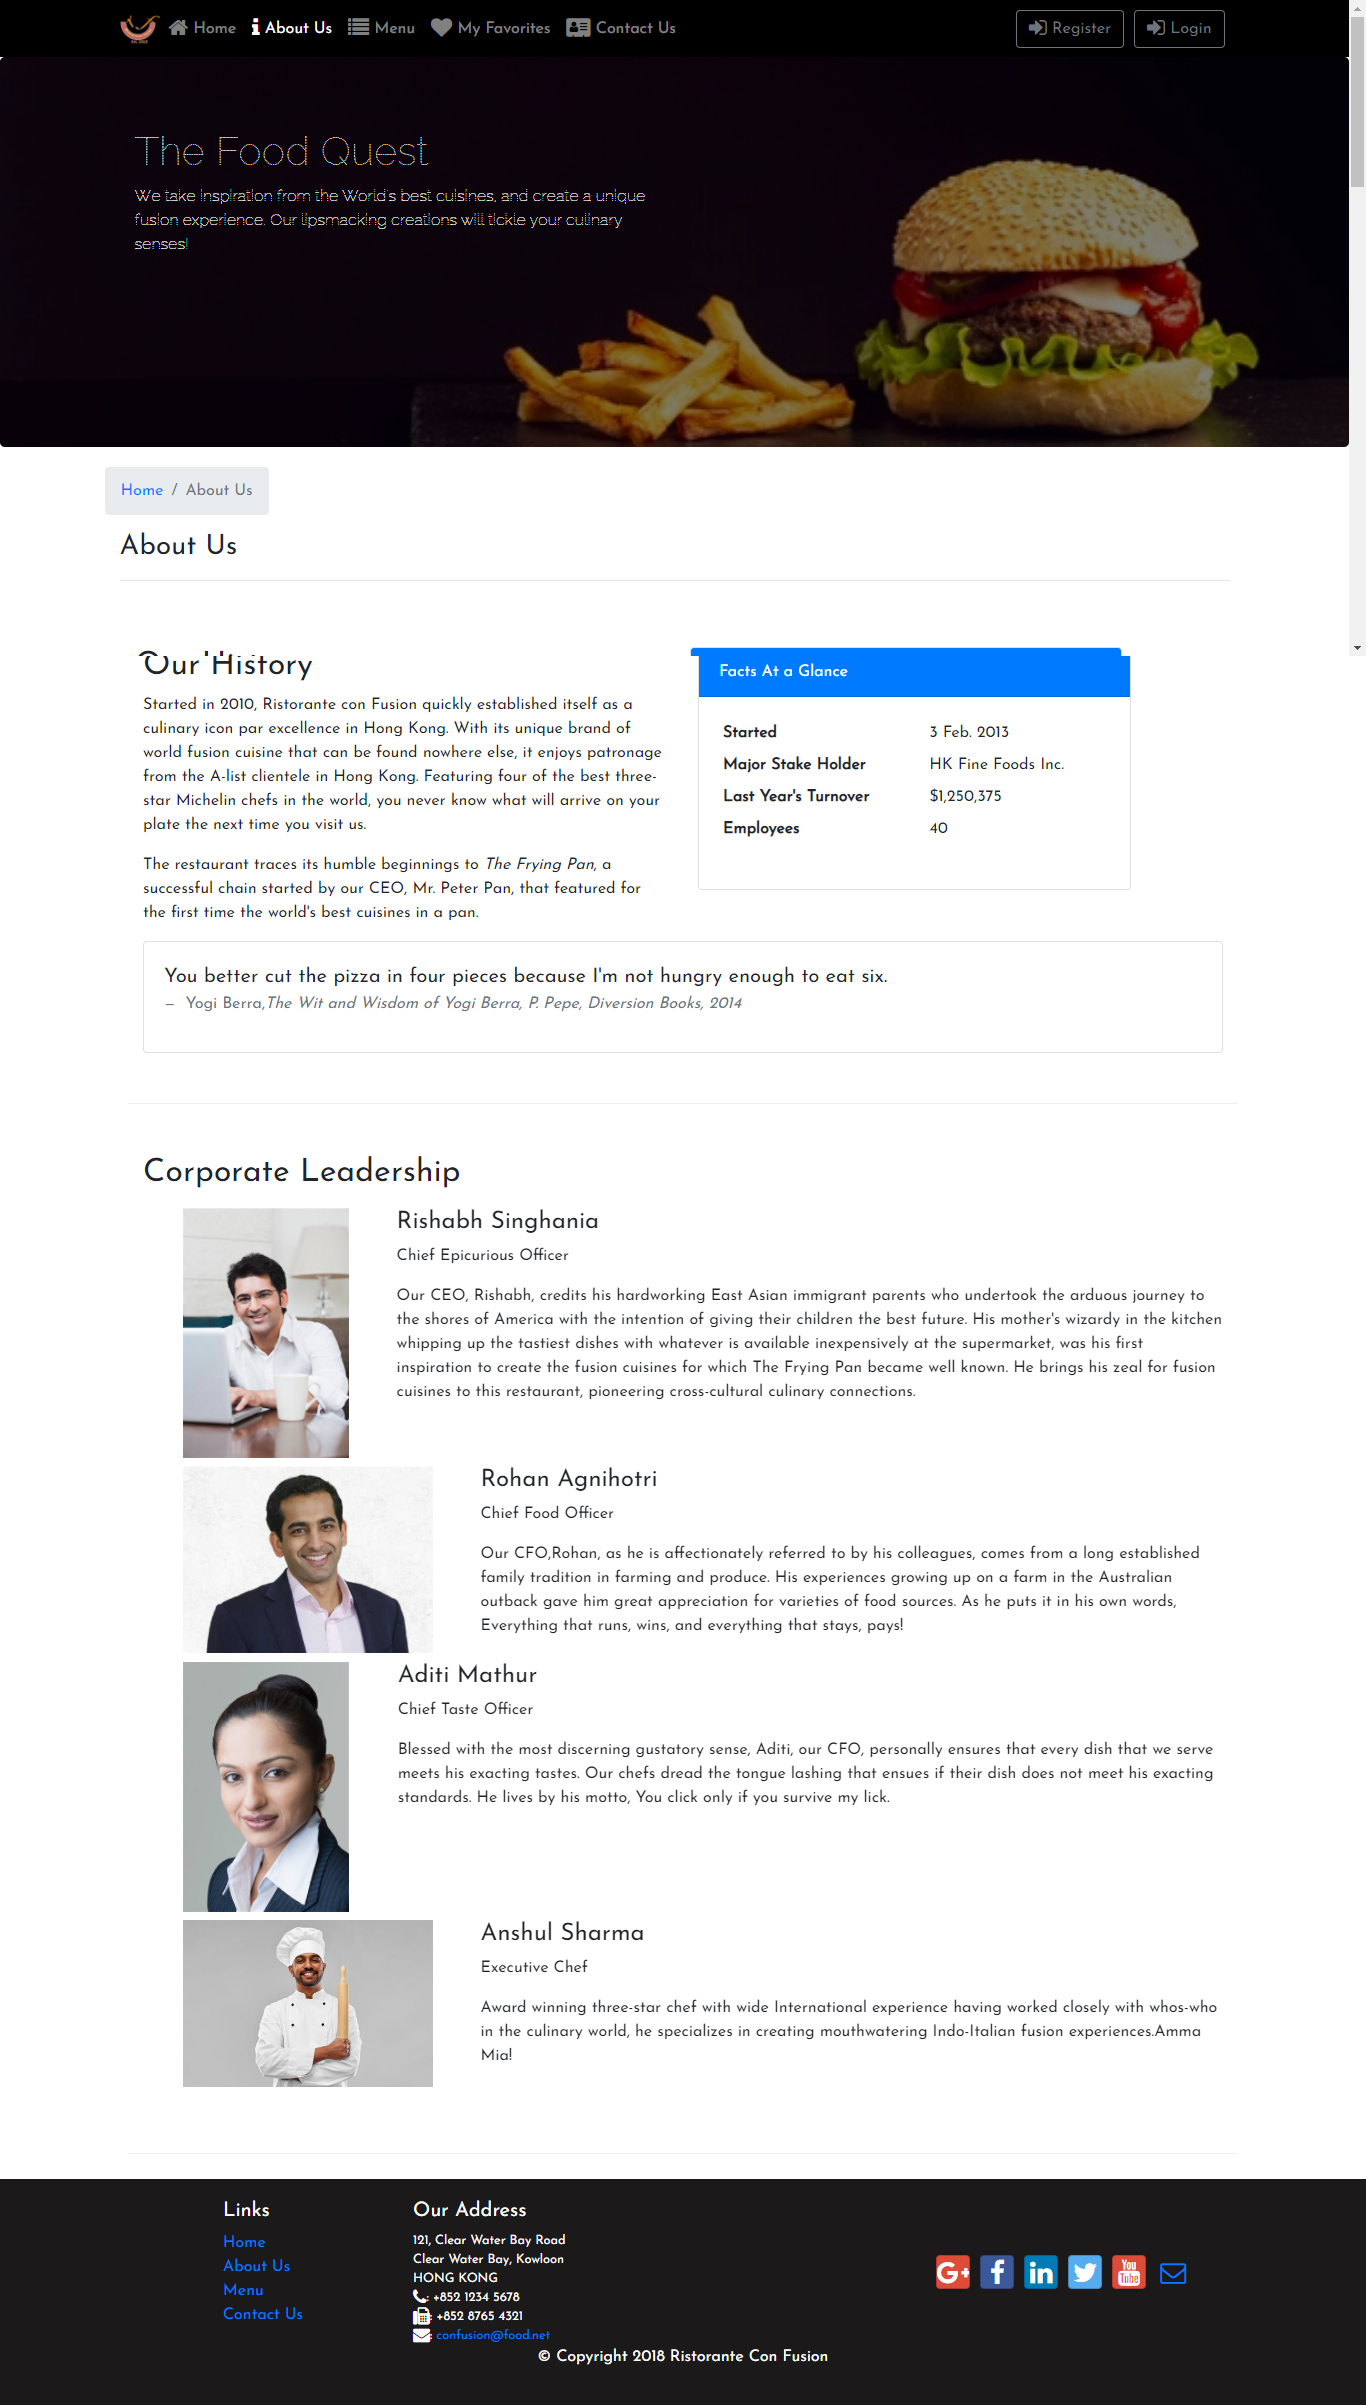 Home About Us Menu My Favorites Contact Us Register Login
The Food Quest
We take inspiration from the World's best cuisines, and create a unique
fusion experience. Our lipsmacking creations will tickle your culinary
senses!
Home / About Us
About Us
Our History
Started in 2010, Ristorante con Fusion quickly established itself as a
culinary icon par excellence in Hong Kong. With its unique brand of
world fusion cuisine that can be found nowhere else, it enjoys patronage
from the A-list clientele in Hong Kong. Featuring four of the best three-
star Michelin chefs in the world, you never know what will arrive on your
plate the next time you visit us.
The restaurant traces its humble beginnings to The Frying Pan, a
successful chain started by our CEO, Mr. Peter Pan, that featured for
the first time the world's best cuisines in a pan.
Facts At a Glance
Started 3 Feb. 2013
Major Stake Holder HK Fine Foods Inc.
Last Year's Turnover $1,250,375
Employees 40
You better cut the pizza in four pieces because I'm not hungry enough to eat six.
— Yogi Berra,The Wit and Wisdom of Yogi Berra, P. Pepe, Diversion Books, 2014
Corporate Leadership
Rishabh Singhania
Chief Epicurious Officer
Our CEO, Rishabh, credits his hardworking East Asian immigrant parents who undertook the arduous journey to
the shores of America with the intention of giving their children the best future. His mother's wizardy in the kitchen
whipping up the tastiest dishes with whatever is available inexpensively at the supermarket, was his first
inspiration to create the fusion cuisines for which The Frying Pan became well known. He brings his zeal for fusion
cuisines to this restaurant, pioneering cross-cultural culinary connections.
Rohan Agnihotri
Chief Food Officer
Our CFO,Rohan, as he is affectionately referred to by his colleagues, comes from a long established
family tradition in farming and produce. His experiences growing up on a farm in the Australian
outback gave him great appreciation for varieties of food sources. As he puts it in his own words,
Everything that runs, wins, and everything that stays, pays!
Aditi Mathur
Chief Taste Officer
Blessed with the most discerning gustatory sense, Aditi, our CFO, personally ensures that every dish that we serve
meets his exacting tastes. Our chefs dread the tongue lashing that ensues if their dish does not meet his exacting
standards. He lives by his motto, You click only if you survive my lick.
Anshul Sharma
Executive Chef
Award winning three-star chef with wide International experience having worked closely with whos-who
in the culinary world, he specializes in creating mouthwatering Indo-Italian fusion experiences.Amma
Mia!
Links
Home
About Us
Menu
Contact Us
Our Address
121, Clear Water Bay Road
Clear Water Bay, Kowloon
HONG KONG
: +852 1234 5678
: +852 8765 4321
: confusion@food.net
G+ f in You Tube
© Copyright 2018 Ristorante Con Fusion